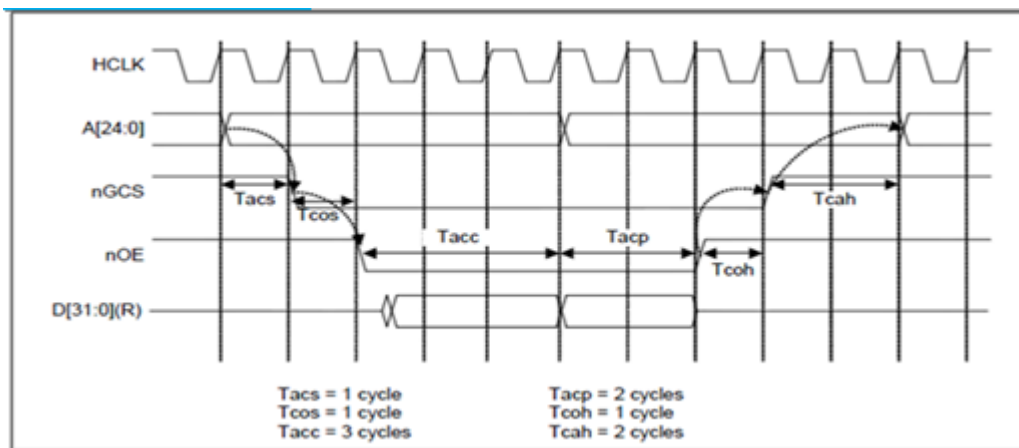 HCLK
A[24:0]
nGCS
Tacs
Tcos
Tcah
nOE
Tacc
Tacp
Tcoh
D[31:0](R)
Tacs = 1 cycle
Tcos = 1 cycle
Tacc = 3 cycles
Tacp = 2 cycles
Tcoh = 1 cycle
Tcah = 2 cycles